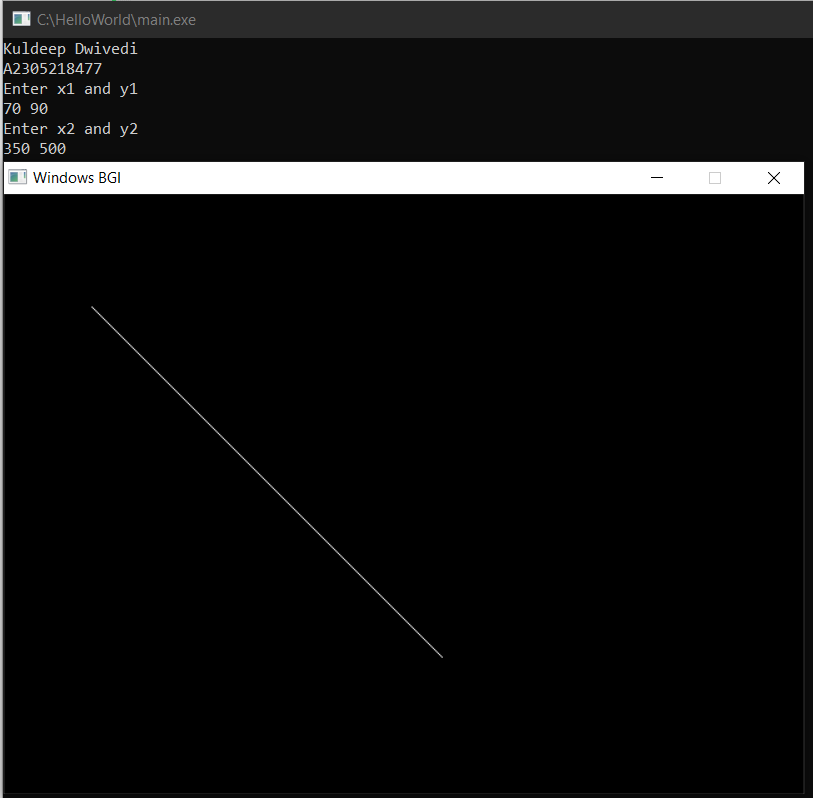 C:\HelloWorld\main.exe
Kuldeep Dwivedi
A2305218477
Enter x1 and y1
70 90
Enter x2 and y2
350 500
Windows BGI